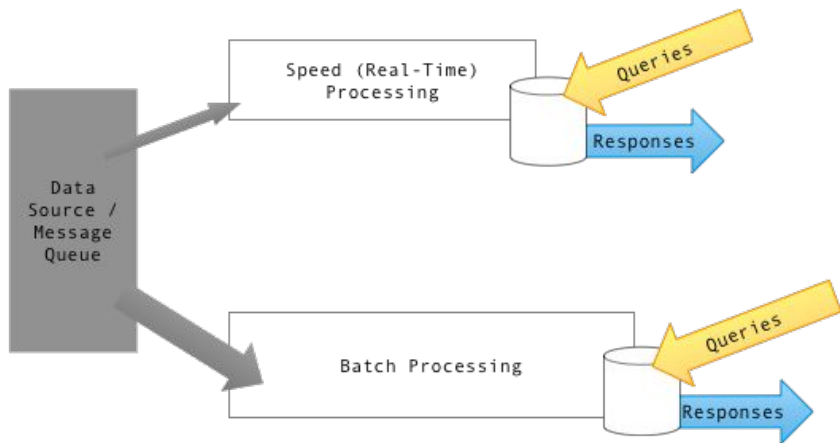 Speed (Real-Time)
Processing
Queries
Responses
Data
Source /
Message
Queue
Batch Processing
Queries
Responses